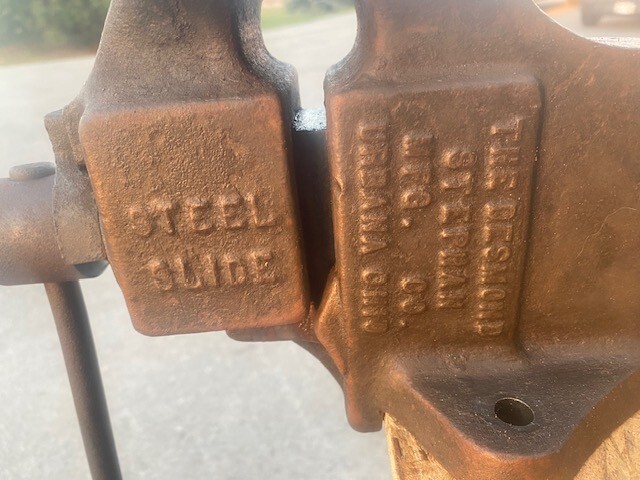 STEEL
SLIDE
THE DESMOND
STEPHAN
MFG. CO.
URBANA OHIO